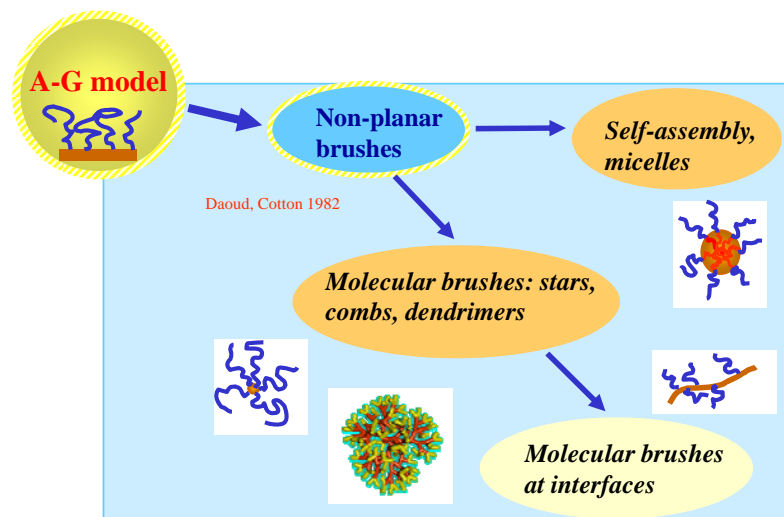 A-G model
Non-planar
brushes
Self-assembly,
micelles
Daoud, Cotton 1982
Molecular brushes: stars,
combs, dendrimers
Molecular brushes
at interfaces